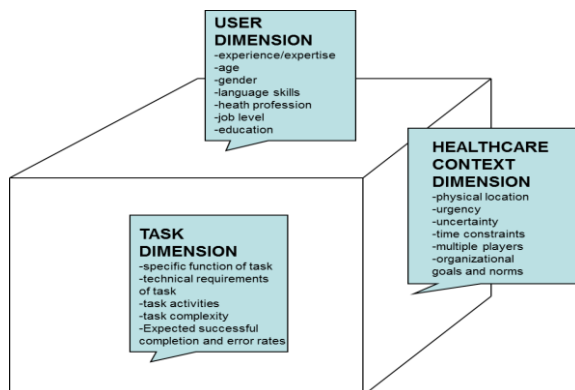 USER
DIMENSION
-experience/expertise
-age
-gender
-language skills
-heath profession
-job level
-education
HEALTHCARE
CONTEXT
DIMENSION
-physical location
-urgency
-uncertainty
-time constraints
-multiple players
-organizational
goals and norms
TASK
DIMENSION
-specific function of task
-technical requirements
of task
-task activities
-task complexity
-Expected successful
completion and error rates